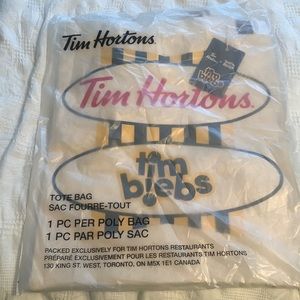 Tim Hortons.
tim
biebs
Tim Hortons.
tim
biebs
TOTE BAG
SAC FOURRE-TOUT
1 PC PER POLY BAG
1 PC PAR POLY SAC
PACKED EXCLUSIVELY FOR TIM HORTONS RESTAURANTS
PRÉPARÉ EXCLUSIVEMENT POUR LES RESTAURANTS TIM HORTONS
130 KING ST. WEST, TORONTO, ON M5X 1E1 CANADA